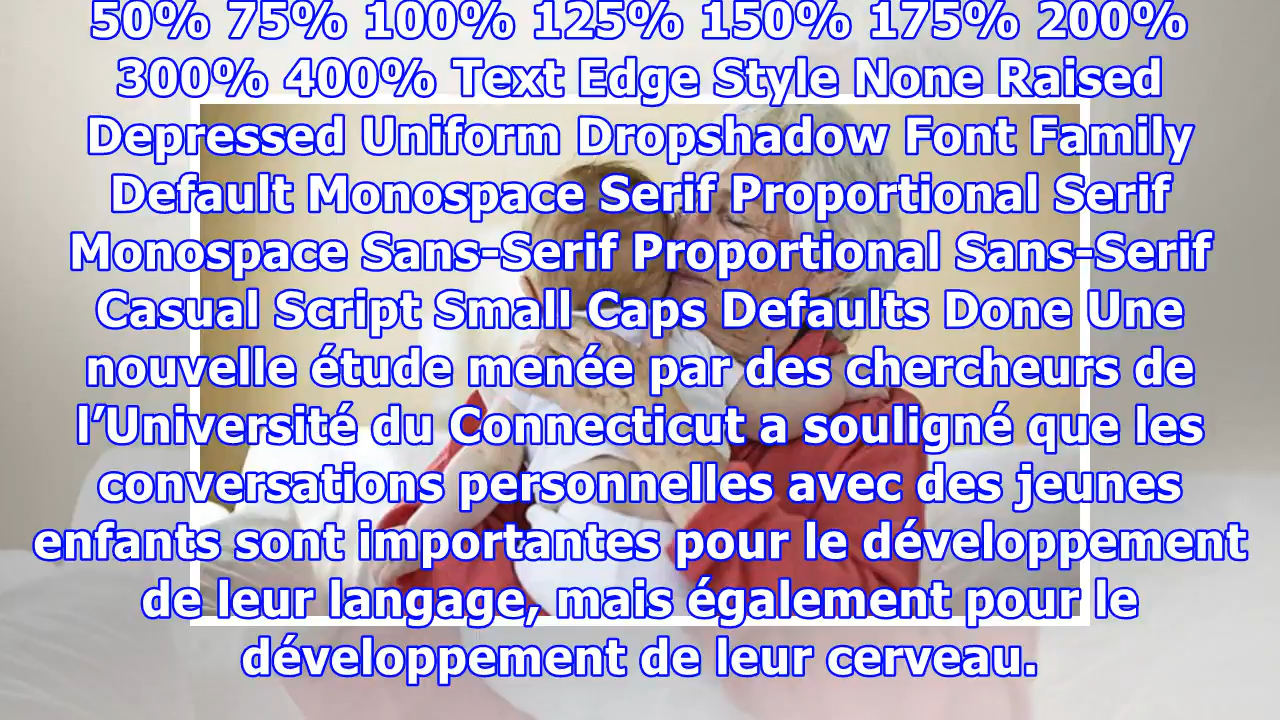 50% 75% 100% 125% 150% 175% 200%
300% 400% Text Edge Style None Raised
Depressed Uniform Dropshadow Font Family
Default Monospace Serif Proportional Serif
Monospace Sans-Serif Proportional Sans-Serif
Casual Script Small Caps Defaults Done Une
nouvelle étude menée par des chercheurs de
l’Université du Connecticut a souligné que les
conversations personnelles avec des jeunes
enfants sont importantes pour le développement
de leur langage, mais également pour le
développement de leur cerveau.